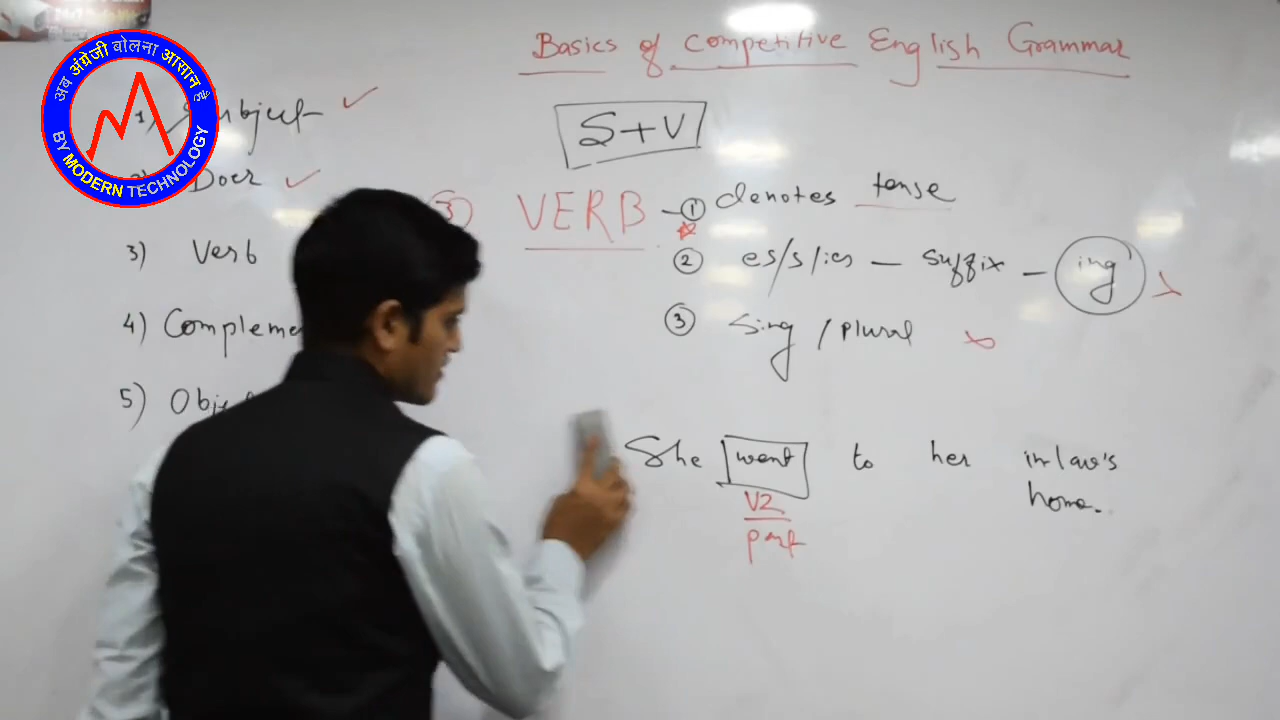 अब अंग्रेजी बोलना आसान है
BY MODERN TECHNOLOGY
Basics of Competitive English Grammar
S+V
1) Subject
Doer
3) Verb
4) Compleme
5) Obje
3) VERB - 1 denotes tense
2 es/s/ies - suffix - ing
3 Sing / Plural
She went to her inlaw's
home.
V2
past